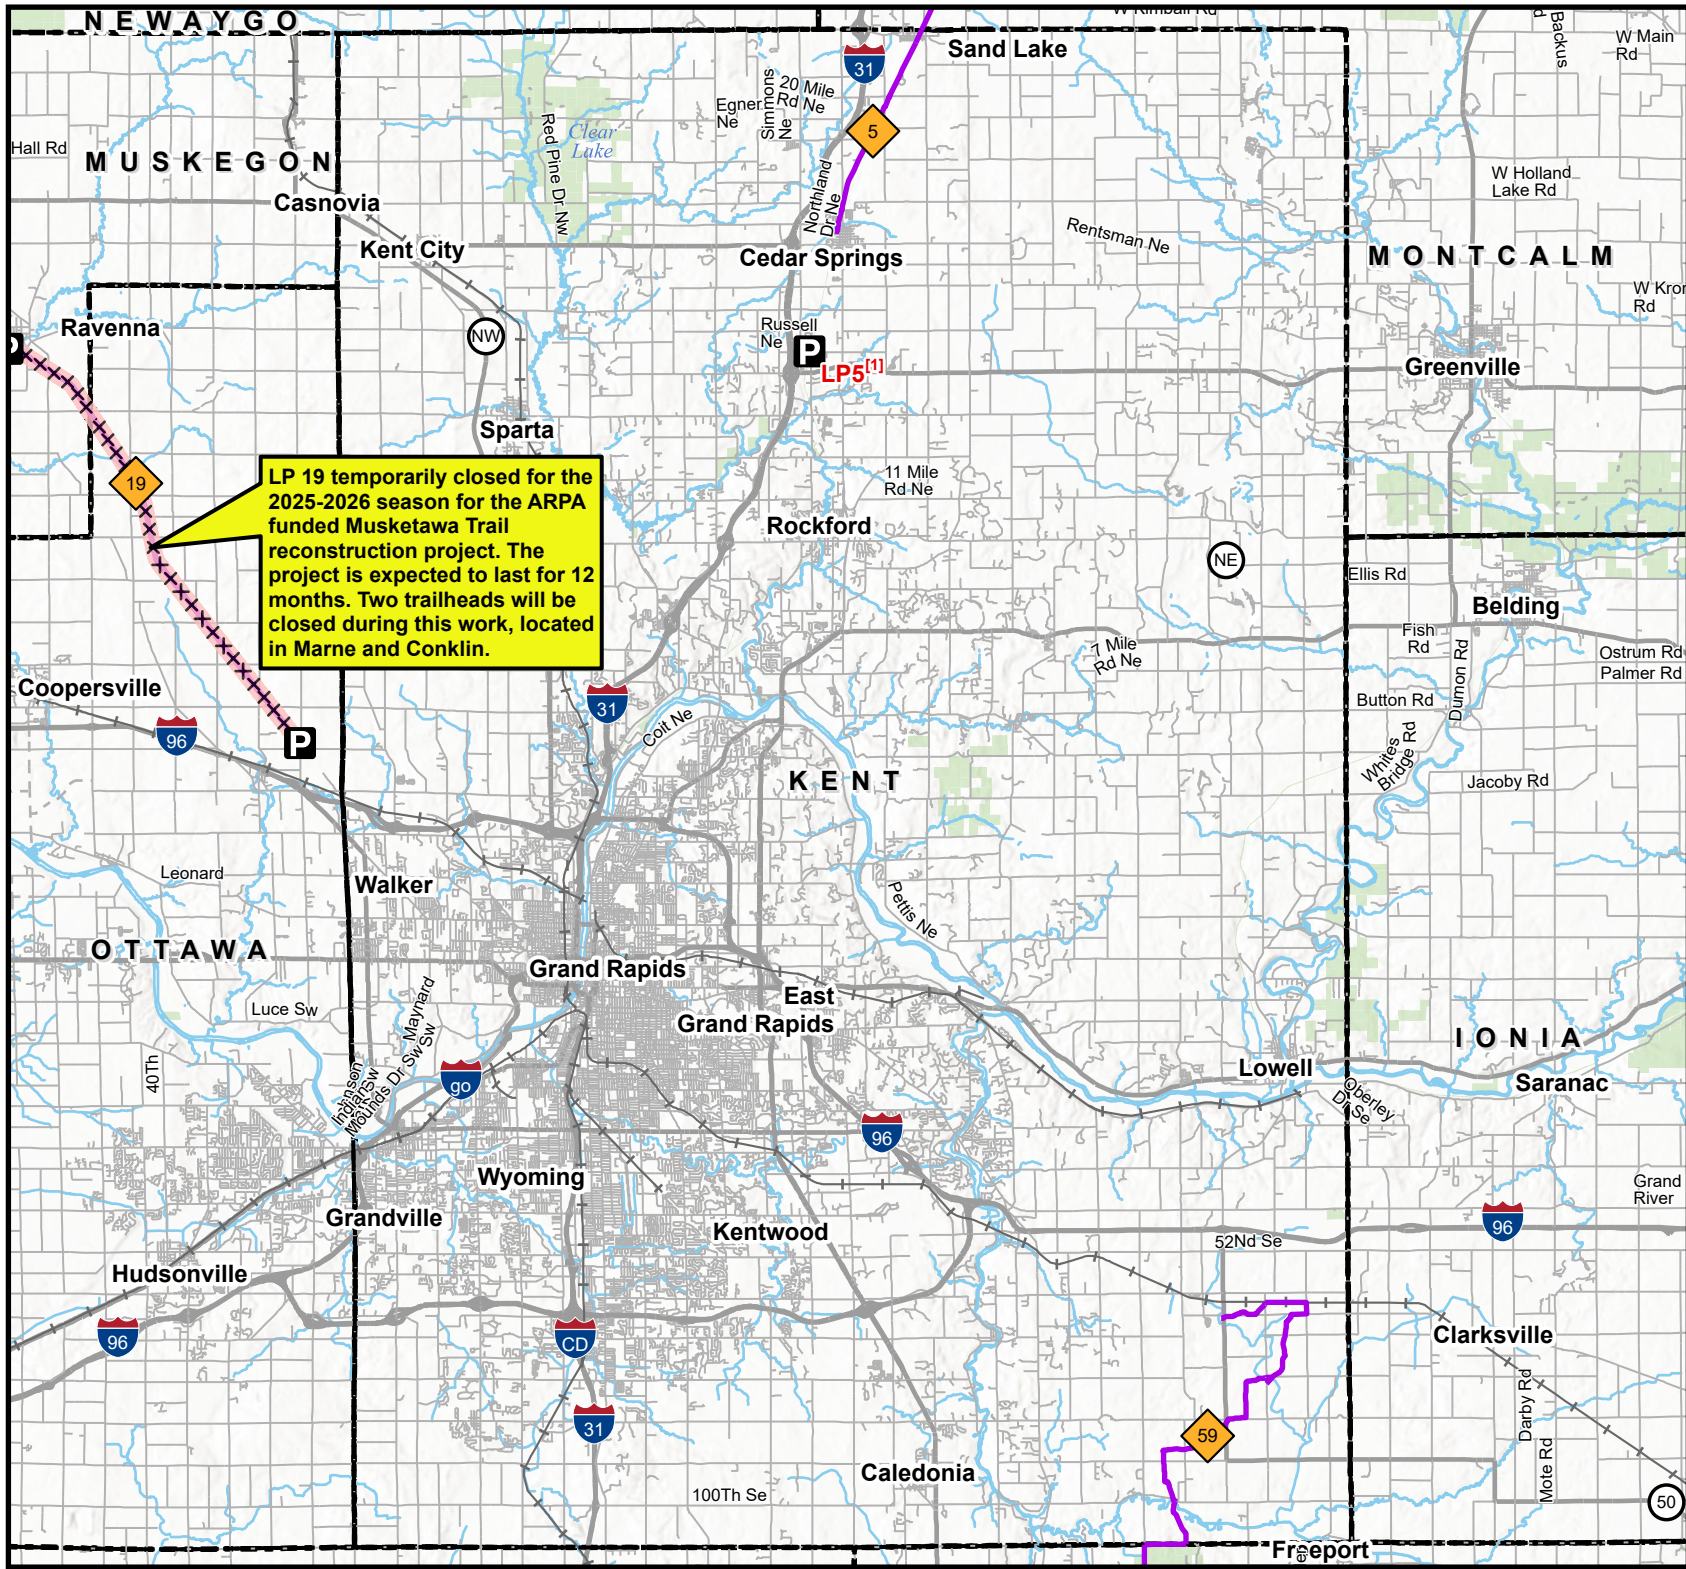 NEWAYGO
W Kimball Rd
Sand Lake
Backus
W Main
Rd
31
20 Mile
Rd Ne
Egner
Ne
Simmons
Ne
5
Clear
Lake
Red Pine Dr Nw
Hall Rd
MUSKEGON
Casnovia
Kent City
Northland
Dr Ne
Cedar Springs
Rentsman Ne
W Holland
Lake Rd
MONTCALM
Ravenna
P
NW
Russell
Ne
P
LP5[1]
Greenville
Sparta
19
LP 19 temporarily closed for the
2025-2026 season for the ARPA
funded Musketawa Trail
reconstruction project. The
project is expected to last for 12
months. Two trailheads will be
closed during this work, located
in Marne and Conklin.
11 Mile
Rd Ne
Rockford
NE
Ellis Rd
Belding
Fish
Rd
Dumon Rd
Ostrum Rd
Palmer Rd
7 Mile
Rd Ne
Button Rd
Coopersville
96
P
31
Coit Ne
KENT
Whites
Bridge Rd
Jacoby Rd
Leonard
Walker
Pettis Ne
OTTAWA
Grand Rapids
East
Grand Rapids
Luce Sw
Maynard
Sw
40Th
Indian
Mounds Dr Sw
go
IONIA
Lowell
Saranac
Oberley
Dr Se
96
Wyoming
Grandville
Kentwood
52Nd Se
Grand
River
96
Hudsonville
96
CD
Clarksville
31
59
Darby Rd
Mote Rd
Caledonia
100Th Se
50
Freeport